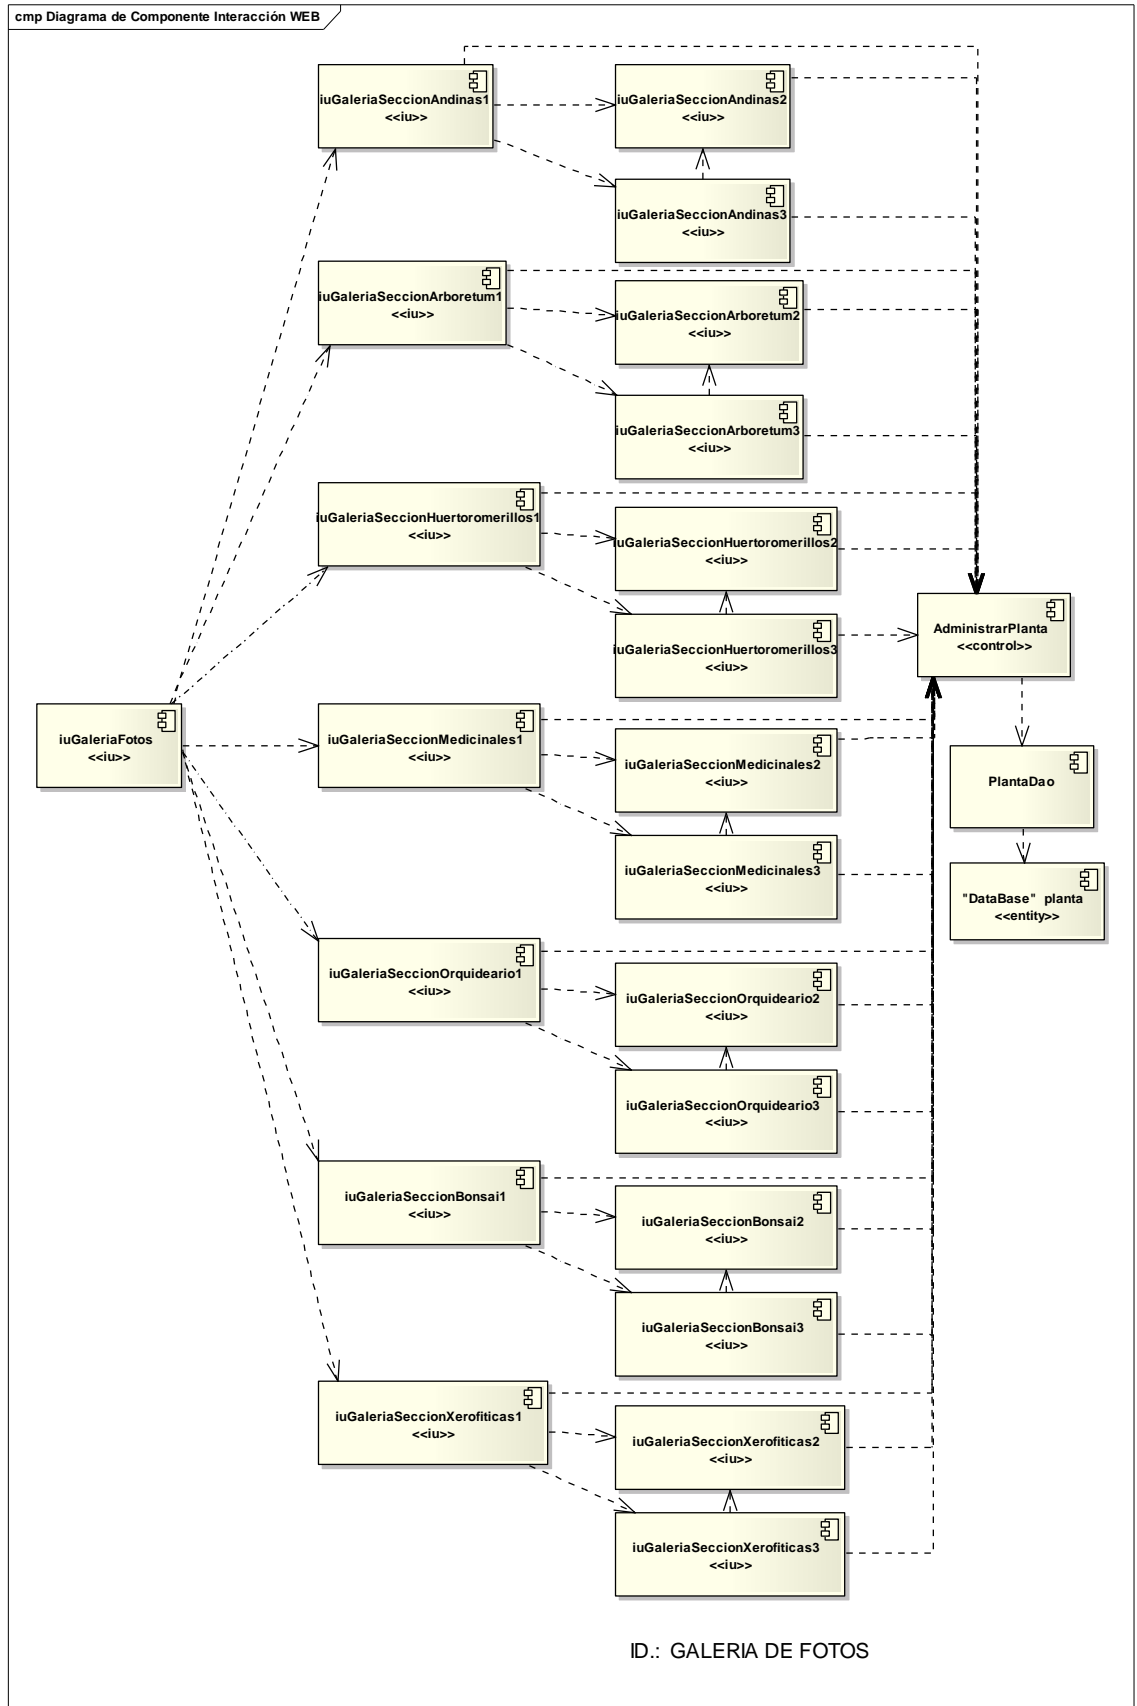 cmp Diagrama de Componente Interacción WEB
iuGaleriaSeccionAndinas1
<<iu>>
iuGaleriaSeccionAndinas2
<<iu>>
iuGaleriaSeccionAndinas3
<<iu>>
iuGaleriaSeccionArboretum1
<<iu>>
iuGaleriaSeccionArboretum2
<<iu>>
iuGaleriaSeccionArboretum3
<<iu>>
iuGaleriaSeccionHuertoromerillos1
<<iu>>
iuGaleriaSeccionHuertoromerillos2
<<iu>>
iuGaleriaSeccionHuertoromerillos3
<<iu>>
AdministrarPlanta
<<control>>
iuGaleriaFotos
<<iu>>
iuGaleriaSeccionMedicinales1
<<iu>>
iuGaleriaSeccionMedicinales2
<<iu>>
PlantaDao
iuGaleriaSeccionMedicinales3
<<iu>>
"DataBase" planta
<<entity>>
iuGaleriaSeccionOrquideario1
<<iu>>
iuGaleriaSeccionOrquideario2
<<iu>>
iuGaleriaSeccionOrquideario3
<<iu>>
iuGaleriaSeccionBonsai1
<<iu>>
iuGaleriaSeccionBonsai2
<<iu>>
iuGaleriaSeccionBonsai3
<<iu>>
iuGaleriaSeccionXerofiticas1
<<iu>>
iuGaleriaSeccionXerofiticas2
<<iu>>
iuGaleriaSeccionXerofiticas3
<<iu>>
ID.: GALERIA DE FOTOS